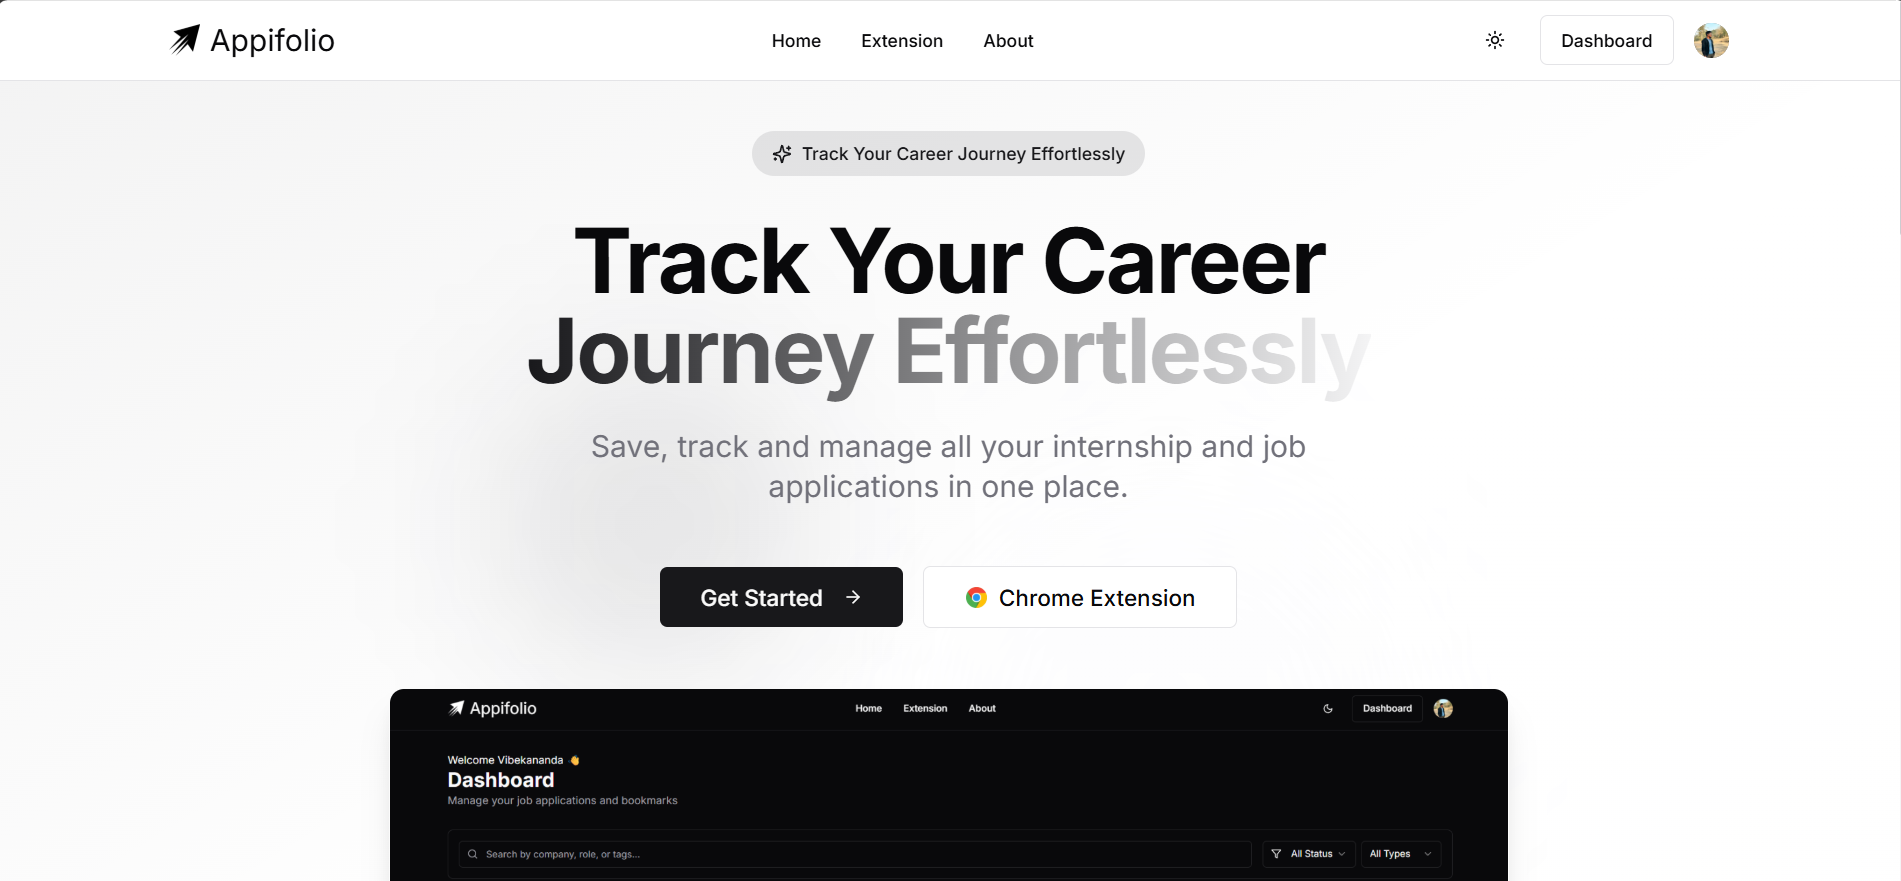 Appifolio
Home
Extension
About
Dashboard
Track Your Career Journey Effortlessly
Track Your Career
Journey Effortlessly
Save, track and manage all your internship and job
applications in one place.
Get Started
Chrome Extension
Appifolio
Home
Extension
About
Dashboard
Welcome Vibekananda 👋
Dashboard
Manage your job applications and bookmarks
Search by company, role, or tags...
All Status
All Types